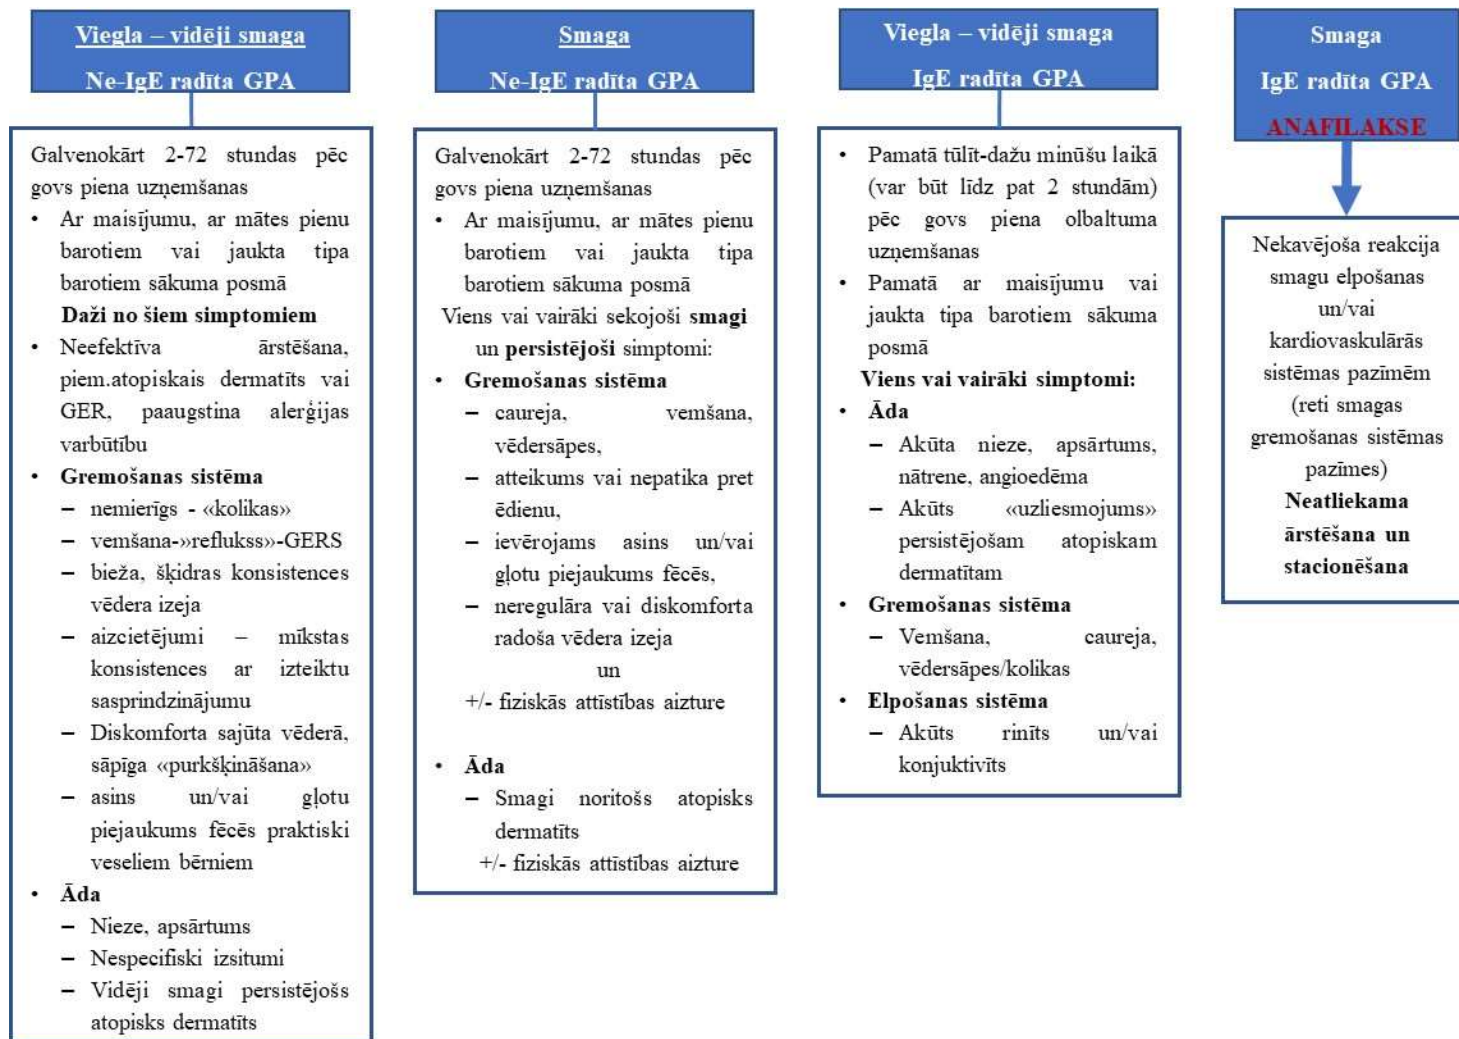 Viegla – vidēji smaga
Ne-IgE radīta GPA
Galvenokārt 2-72 stundas pēc
govs piena uzņemšanas
• Ar maisījumu, ar mātes pienu
barotiem vai jaukta tipa
barotiem sākuma posmā
Daži no šiem simptomiem
• Neefektīva ārstēšana,
piem.atopiskais dermatīts vai
GER, paaugstina alerģijas
varbūtību
• Gremošanas sistēma
– nemierīgs - «kolikas»
– vemšana-»reflukss»-GERS
– bieža, šķidras konsistences
vēdera izeja
– aizcietējumi – mīkstas
konsistences ar izteiktu
sasprindzinājumu
– Diskomforta sajūta vēderā,
sāpīga «purkšķināšana»
– asins un/vai gļotu
piejaukums fēcēs praktiski
veseliem bērniem
• Āda
– Nieze, apsārtums
– Nespecifiski izsitumi
– Vidēji smagi persistējošs
atopisks dermatīts
Smaga
Ne-IgE radīta GPA
Galvenokārt 2-72 stundas pēc
govs piena uzņemšanas
• Ar maisījumu, ar mātes pienu
barotiem vai jaukta tipa
barotiem sākuma posmā
Viens vai vairāki sekojoši smagi
un persistējoši simptomi:
• Gremošanas sistēma
– caureja, vemšana,
vēdersāpes,
– atteikums vai nepatika pret
ēdienu,
– ievērojams asins un/vai
gļotu piejaukums fēcēs,
– neregulāra vai diskomforta
radoša vēdera izeja
un
+/- fiziskās attīstības aizture
• Āda
– Smagi noritošs atopisks
dermatīts
+/- fiziskās attīstības aizture
Viegla – vidēji smaga
IgE radīta GPA
• Pamatā tūlīt-dažu minūšu laikā
(var būt līdz pat 2 stundām)
pēc govs piena olbaltuma
uzņemšanas
• Pamatā ar maisījumu vai
jaukta tipa barotiem sākuma
posmā
Viens vai vairāki simptomi:
• Āda
– Akūta nieze, apsārtums,
nātrene, angioedēma
– Akūts «uzliesmojums»
persistējošam atopiskam
dermatītam
• Gremošanas sistēma
– Vemšana, caureja,
vēdersāpes/kolikas
• Elpošanas sistēma
– Akūts rinīts un/vai
konjuktivīts
Smaga
IgE radīta GPA
ANAFILAKSE
Nekavējoša reakcija
smagu elpošanas
un/vai
kardiovaskulārās
sistēmas pazīmēm
(reti smagas
gremošanas sistēmas
pazīmes)
Neatliekama
ārstēšana un
stacionēšana